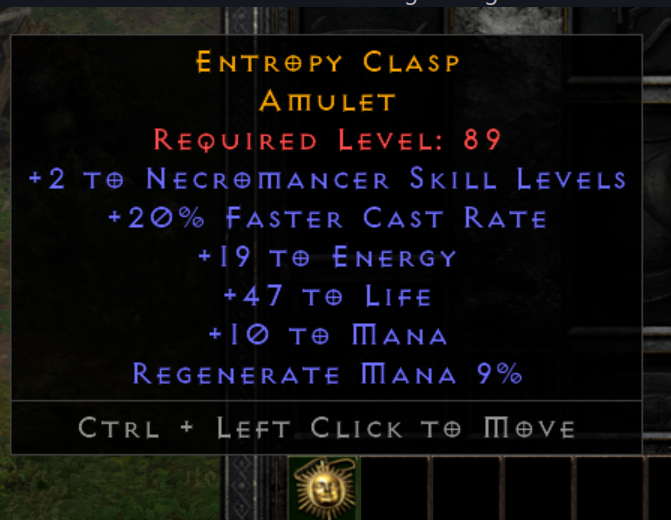 Entropy Clasp
Amulet
Required Level: 89
+2 to Necromancer Skill Levels
+20% Faster Cast Rate
+19 to Energy
+47 to Life
+10 to Mana
Regenerate Mana 9%
Ctrl + Left Click to Move